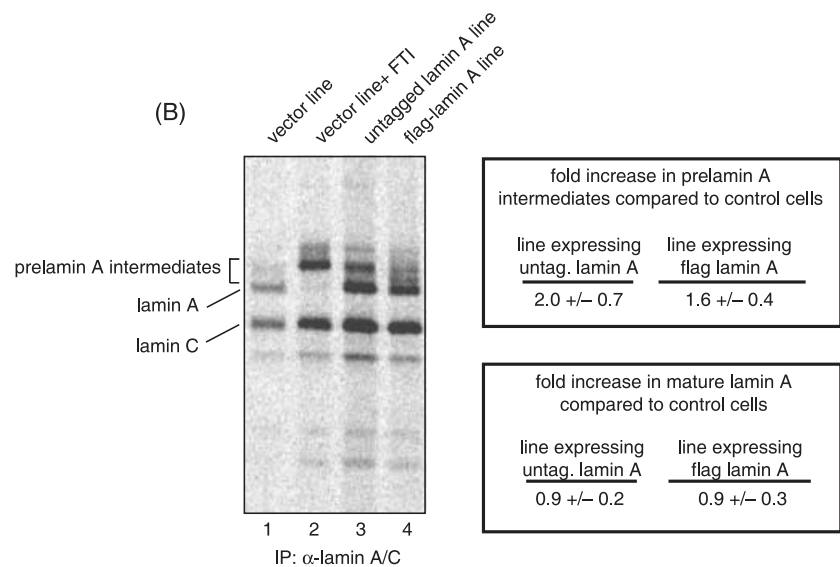 (B)
vector line
vector line+ FTI
untagged lamin A line
flag-lamin A line
prelamin A intermediates
lamin A
lamin C
1 2 3 4
IP: α-lamin A/C
fold increase in prelamin A
intermediates compared to control cells
line expressing
untag. lamin A
2.0 +/– 0.7
line expressing
flag lamin A
1.6 +/– 0.4
fold increase in mature lamin A
compared to control cells
line expressing
untag. lamin A
0.9 +/– 0.2
line expressing
flag lamin A
0.9 +/– 0.3